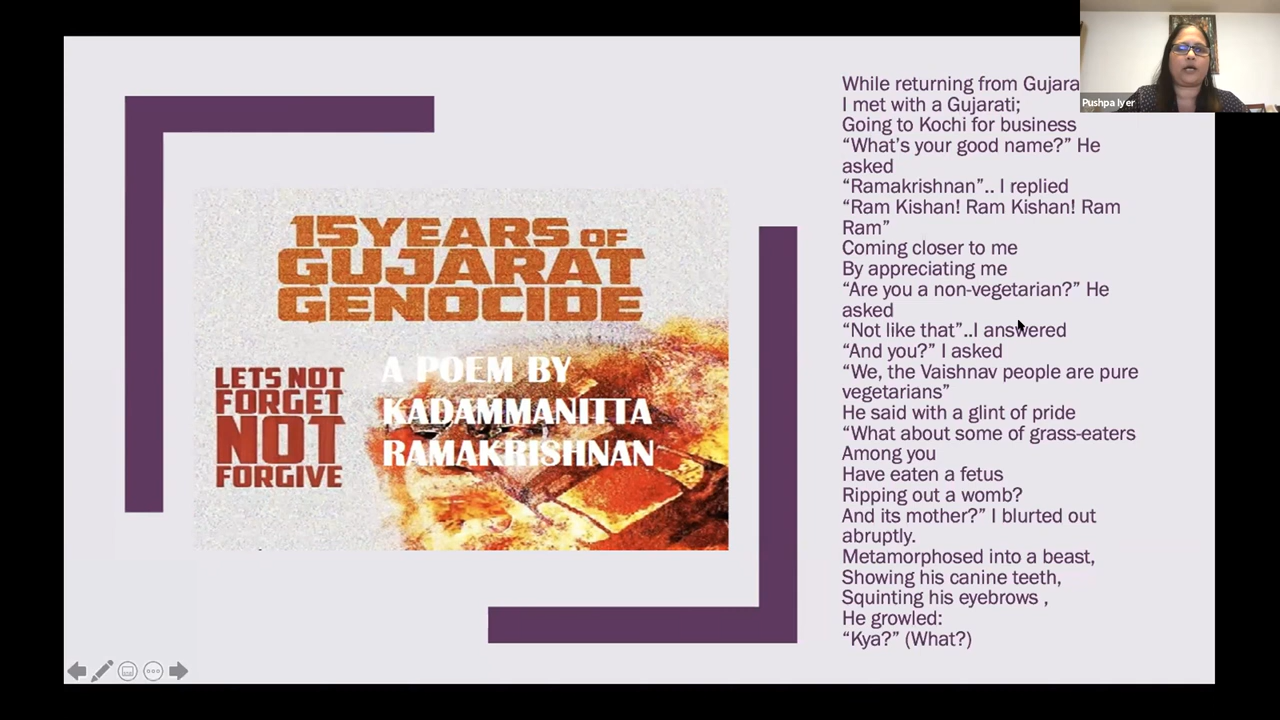 15 YEARS OF
GUJARAT
GENOCIDE
LETS NOT
FORGET
NOT
FORGIVE
A POEM BY
KADAMMANITTA
RAMAKRISHNAN
While returning from Gujara
I met with a Gujarati;
Going to Kochi for business
“What’s your good name?” He
asked
“Ramakrishnan”.. I replied
“Ram Kishan! Ram Kishan! Ram
Ram”
Coming closer to me
By appreciating me
“Are you a non-vegetarian?” He
asked
“Not like that”..I answered
“And you?” I asked
“We, the Vaishnav people are pure
vegetarians”
He said with a glint of pride
“What about some of grass-eaters
Among you
Have eaten a fetus
Ripping out a womb?
And its mother?” I blurted out
abruptly.
Metamorphosed into a beast,
Showing his canine teeth,
Squinting his eyebrows ,
He growled:
“Kya?” (What?)
Pushpa Iyer